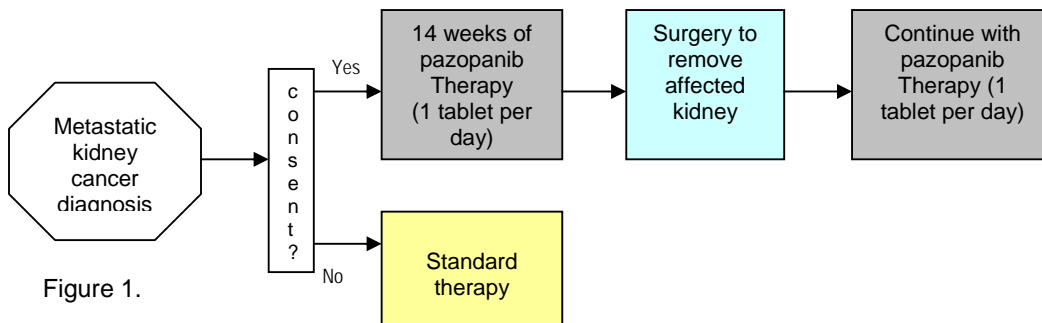 Metastatic
kidney
cancer
diagnosis
consent?
Yes
14 weeks of
pazopanib
Therapy
(1 tablet per
day)
Surgery to
remove
affected
kidney
Continue with
pazopanib
Therapy (1
tablet per day)
No
Standard
therapy
Figure 1.